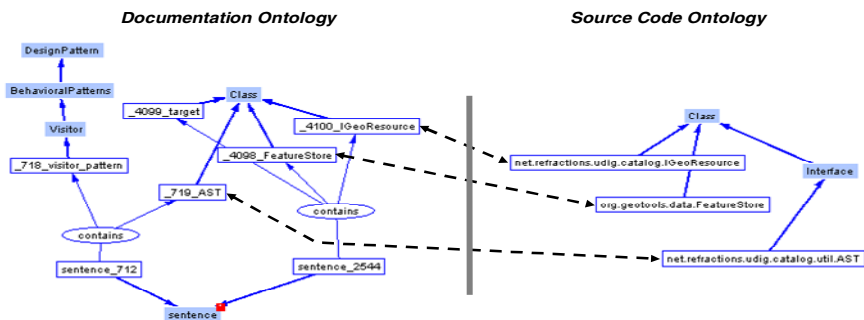 Documentation Ontology
Source Code Ontology
DesignPattern
BehavioralPatterns
Class
_4099_target
Visitor
_4100_IGeoResource
_4098_FeatureStore
_718_visitor_pattern
_719_AST
contains
contains
sentence_712
sentence_2544
sentence
Class
net.refractions.udig.catalog.IGeoResource
Interface
org.geotools.data.FeatureStore
net.refractions.udig.catalog.util.AST